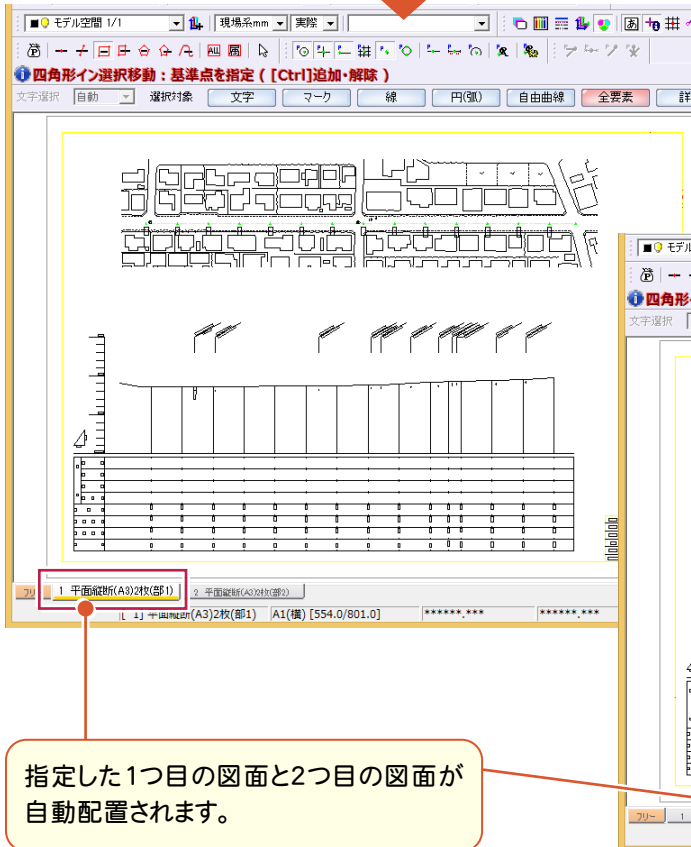 モデル空間 1/1 現場系mm 実際
ALL
四角形イン選択移動：基準点を指定 ( [Ctrl]追加・解除 )
文字選択 自動 選択対象 文字 マーク 線 円(弧) 自由曲線 全要素 詳
モデル
四角形
文字選択
フリー 1 平面縦断(A3)2枚(部1) 2 平面縦断(A3)2枚(部2)
[ 1] 平面縦断(A3)2枚(部1) A1(横) [554.0/801.0] ******.*** ******.***
指定した1つ目の図面と2つ目の図面が
自動配置されます。
フリー 1